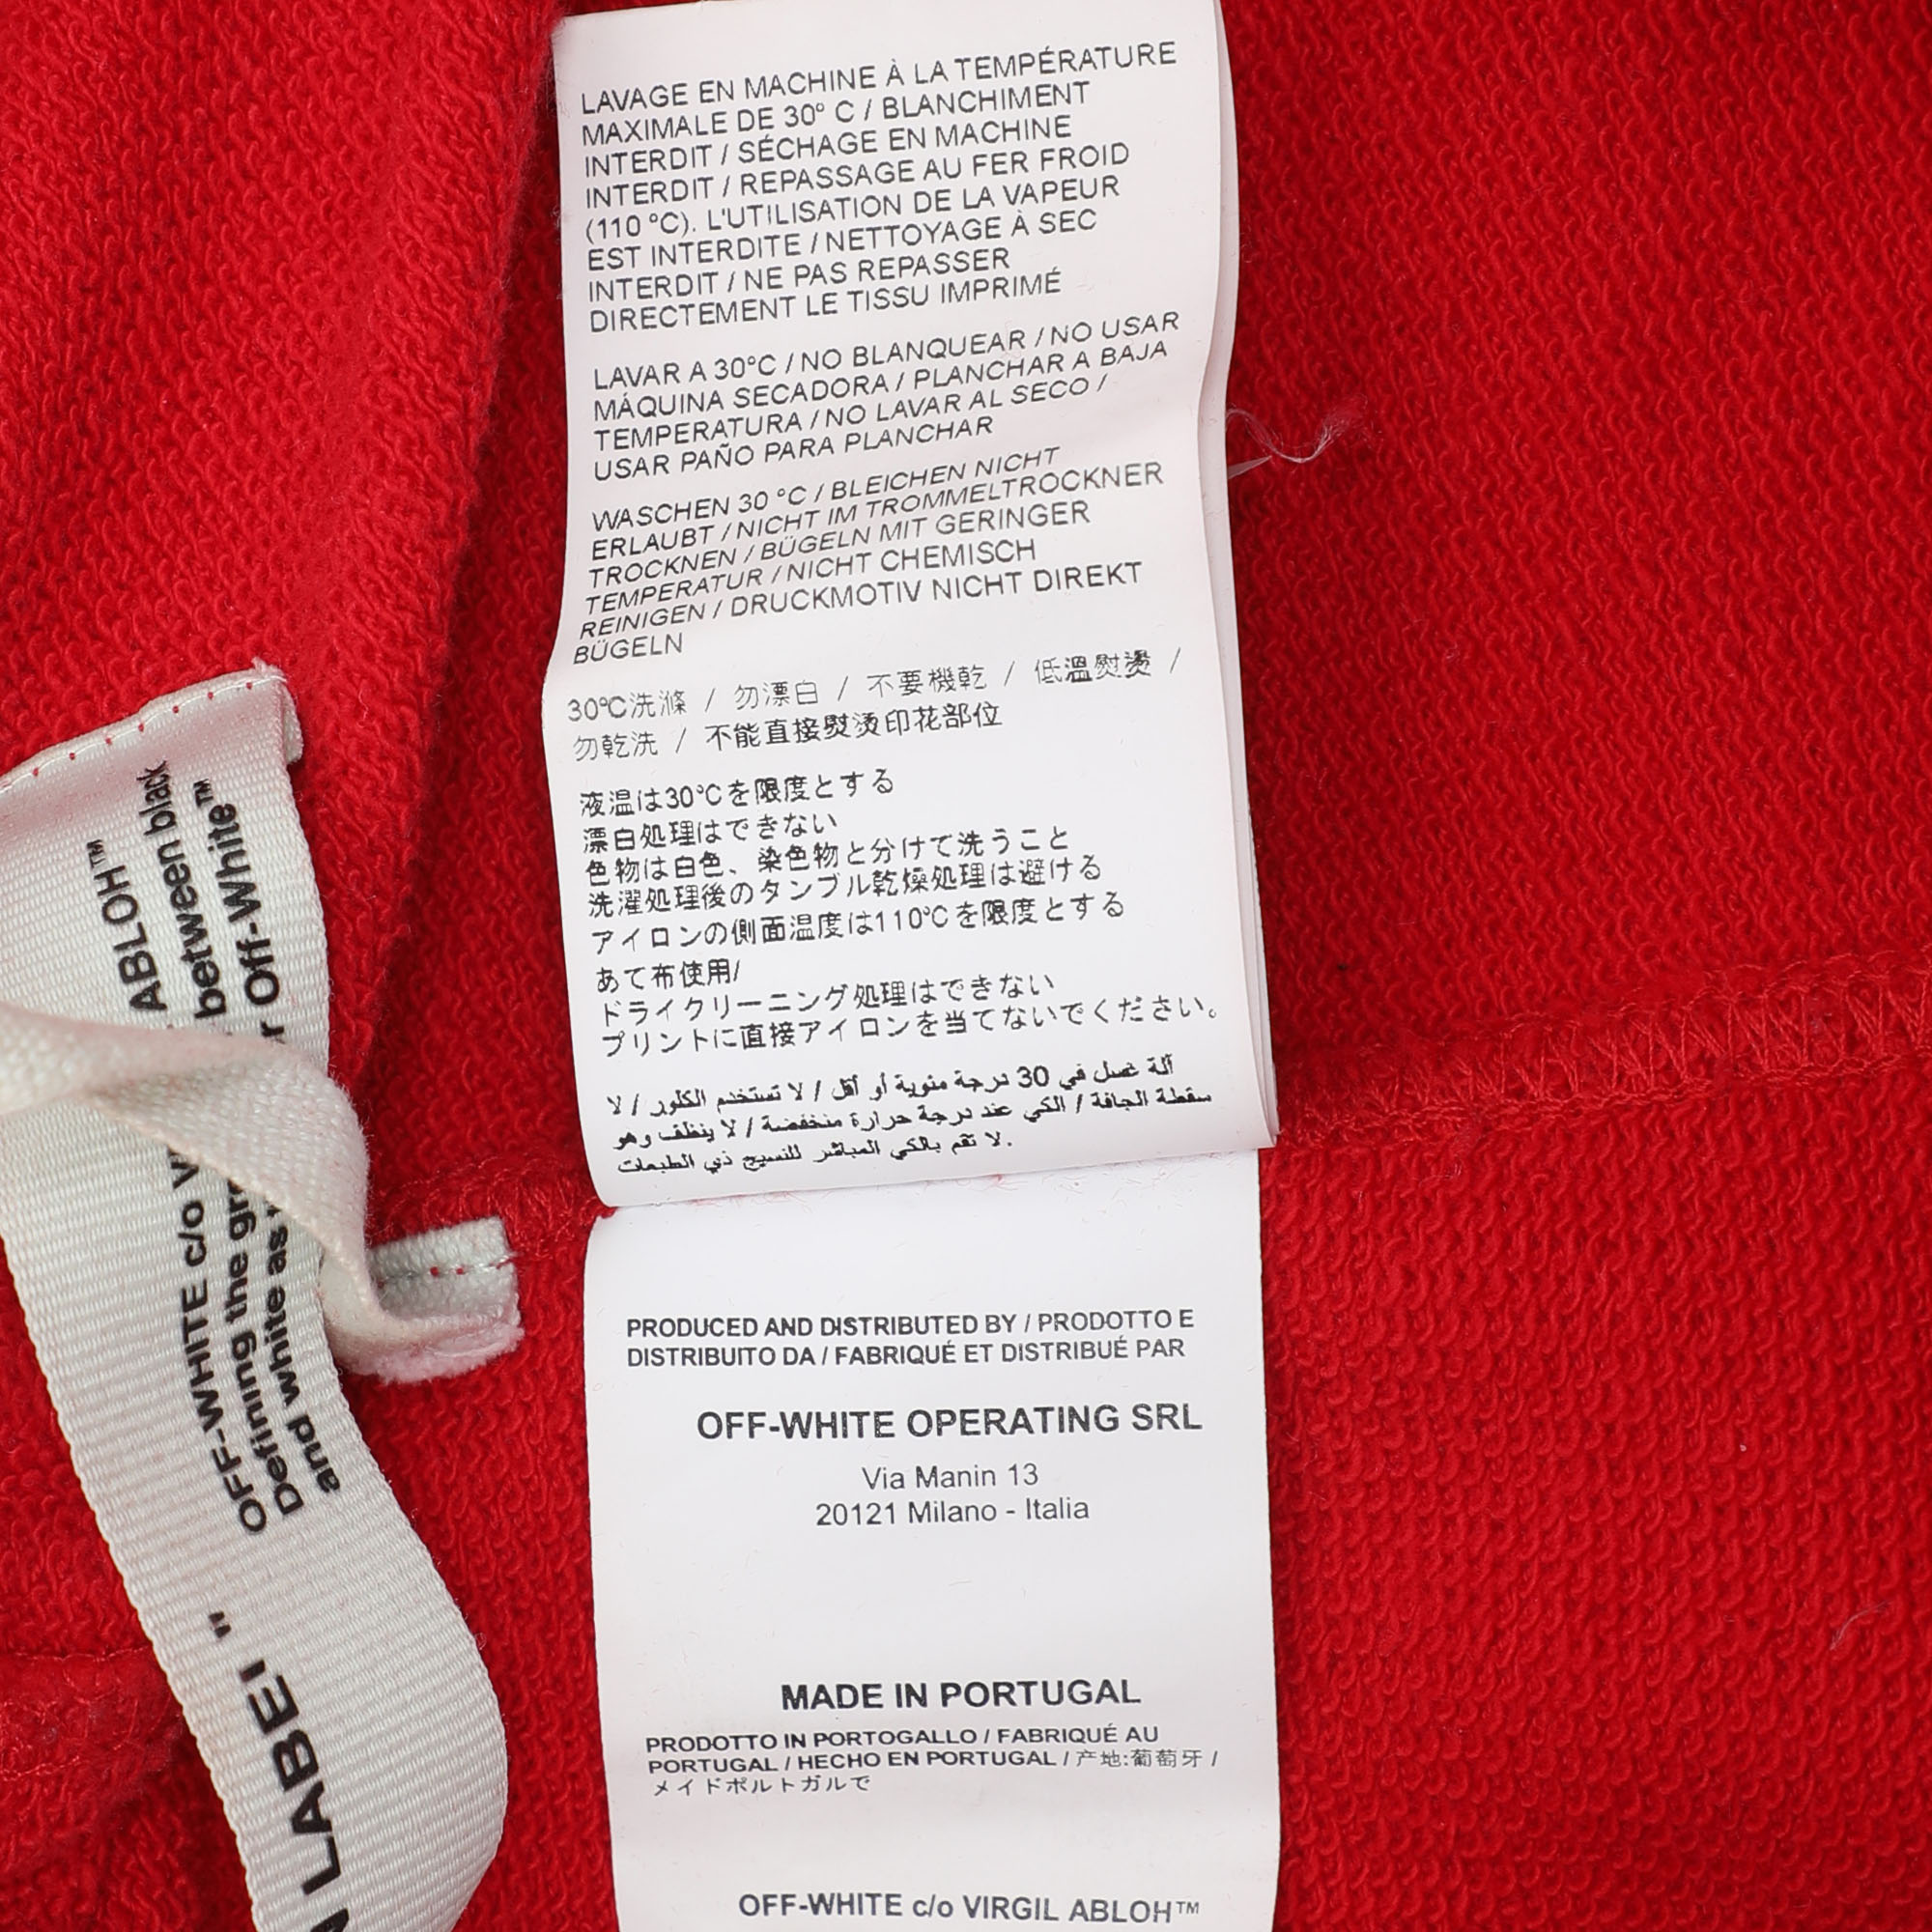 LAVAGE EN MACHINE À LA TEMPÉRATURE
MAXIMALE DE 30° C / BLANCHIMENT
INTERDIT / SÉCHAGE EN MACHINE
INTERDIT / REPASSAGE AU FER FROID
(110 °C). L'UTILISATION DE LA VAPEUR
EST INTERDITE / NETTOYAGE À SEC
INTERDIT / NE PAS REPASSER
DIRECTEMENT LE TISSU IMPRIMÉ
LAVAR A 30°C / NO BLANQUEAR / NO USAR
MÁQUINA SECADORA / PLANCHAR A BAJA
TEMPERATURA / NO LAVAR AL SECO /
USAR PAÑO PARA PLANCHAR
WASCHEN 30 °C / BLEICHEN NICHT
ERLAUBT / NICHT IM TROMMELTROCKNER
TROCKNEN / BÜGELN MIT GERINGER
TEMPERATUR / NICHT CHEMISCH
REINIGEN / DRUCKMOTIV NICHT DIREKT
BÜGELN
30°C洗滌 / 勿漂白 / 不要機乾 / 低溫熨燙 /
勿乾洗 / 不能直接熨烫印花部位
液温は30°Cを限度とする
漂白処理はできない
色物は白色、染色物と分けて洗うこと
洗濯処理後のタンブル乾燥処理は避ける
アイロンの側面温度は110°Cを限度とする
あて布使用/
ドライクリーニング処理はできない
プリントに直接アイロンを当てないでください。
آلة غسل في 30 درجة مئوية أو أقل / لا تستخدم الكلور / لا
سقطة الجافة / الكي عند درجة حرارة منخفضة / لا ينظف وهو
لا تقم بالكي المباشر للنسيج ذي الطبعات.
PRODUCED AND DISTRIBUTED BY / PRODOTTO E
DISTRIBUITO DA / FABRIQUÉ ET DISTRIBUÉ PAR
OFF-WHITE OPERATING SRL
Via Manin 13
20121 Milano - Italia
MADE IN PORTUGAL
PRODOTTO IN PORTOGALLO / FABRIQUÉ AU
PORTUGAL / HECHO EN PORTUGAL / 产地:葡萄牙 /
メイドポルトガルで
OFF-WHITE c/o VIRGIL ABLOH™
OFF-WHITE c/o ABLOH™
Defining the between black
and white as Off-White™
LABEL"